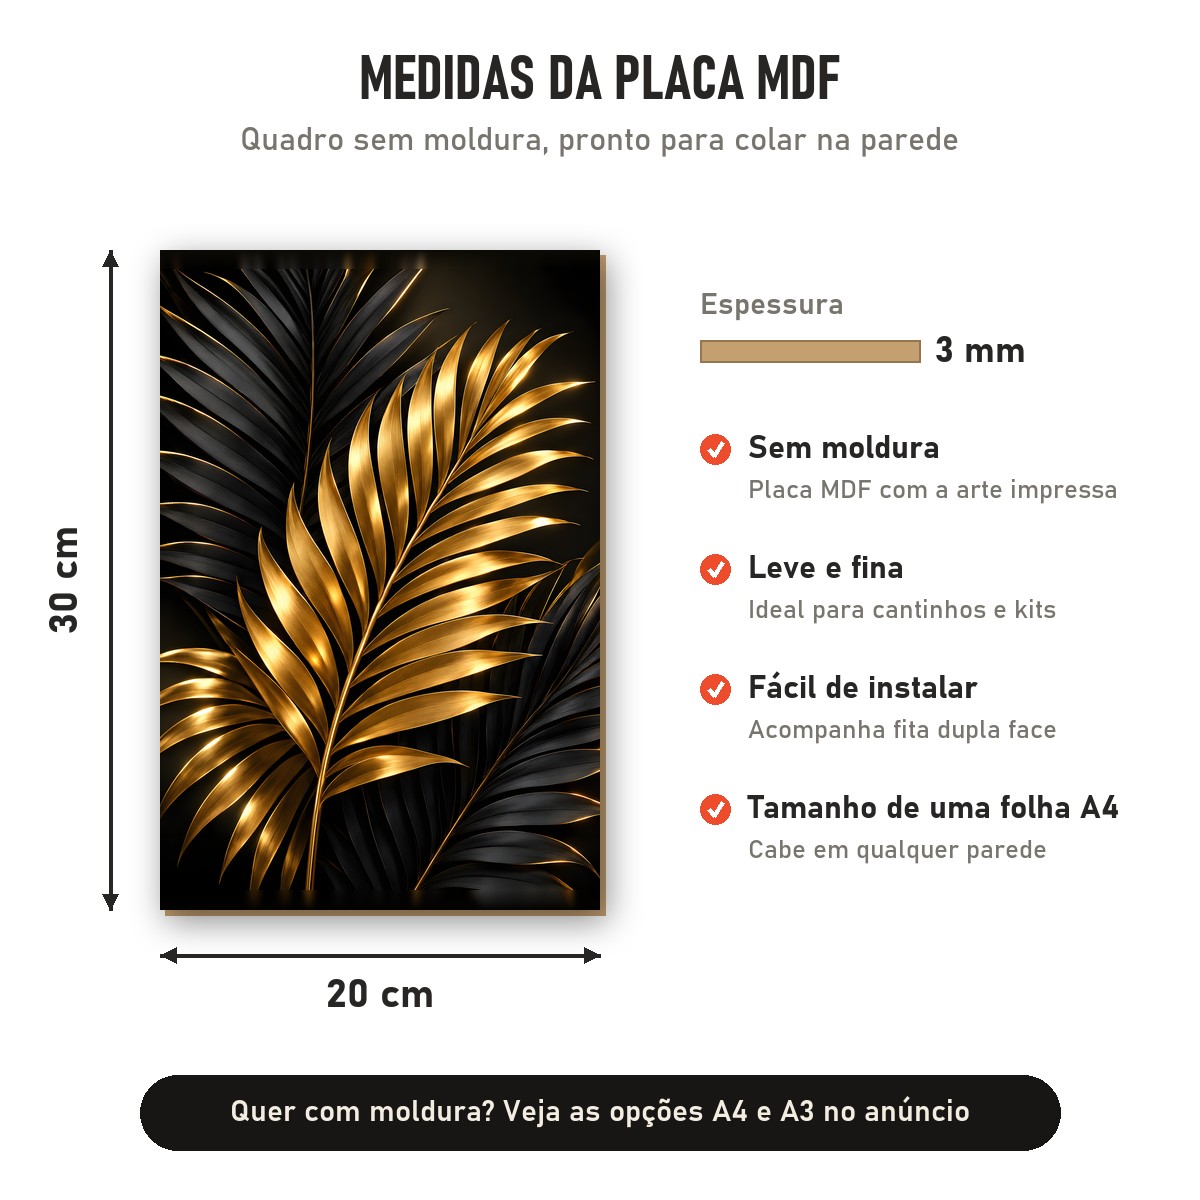 MEDIDAS DA PLACA MDF
Quadro sem moldura, pronto para colar na parede
30 cm
20 cm
Espessura
3 mm
Sem moldura
Placa MDF com a arte impressa
Leve e fina
Ideal para cantinhos e kits
Fácil de instalar
Acompanha fita dupla face
Tamanho de uma folha A4
Cabe em qualquer parede
Quer com moldura? Veja as opções A4 e A3 no anúncio